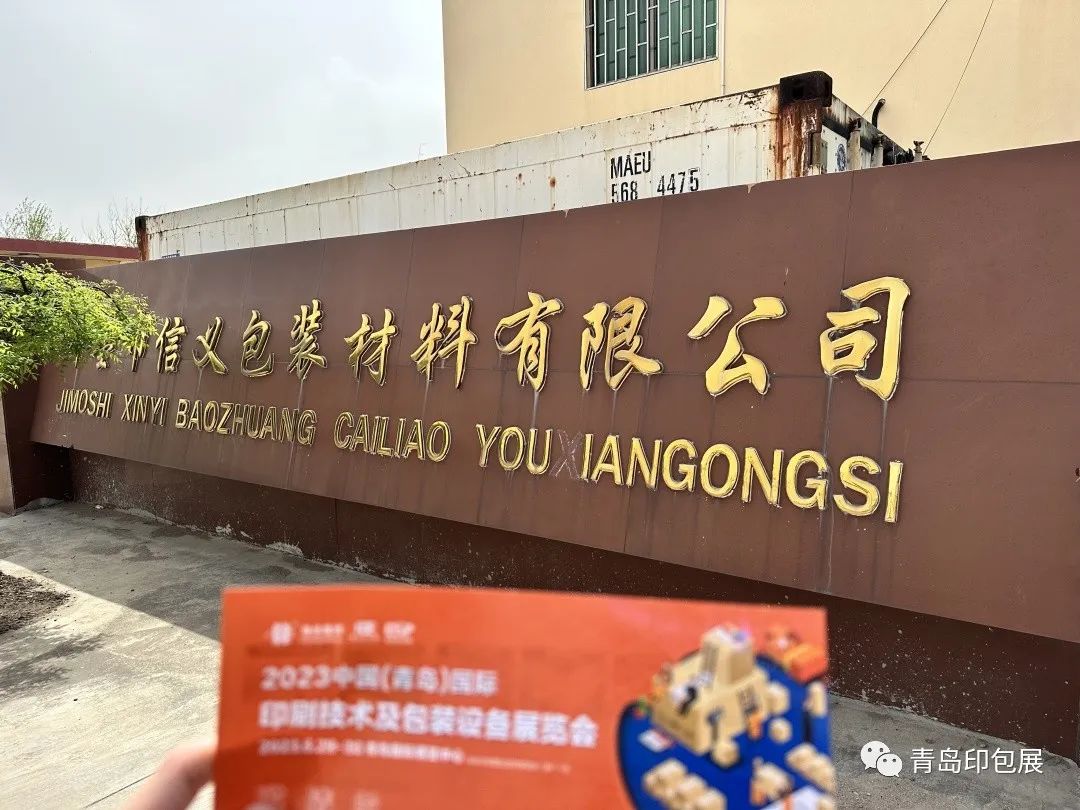 MAEU
568 4475
市信义包装材料有限公司
JIMOSHI XINYI BAOZHUANG CAILIAO YOUXIANGONGSI
2023中国(青岛)国际
印刷技术及包装设备展览会
青岛印包展